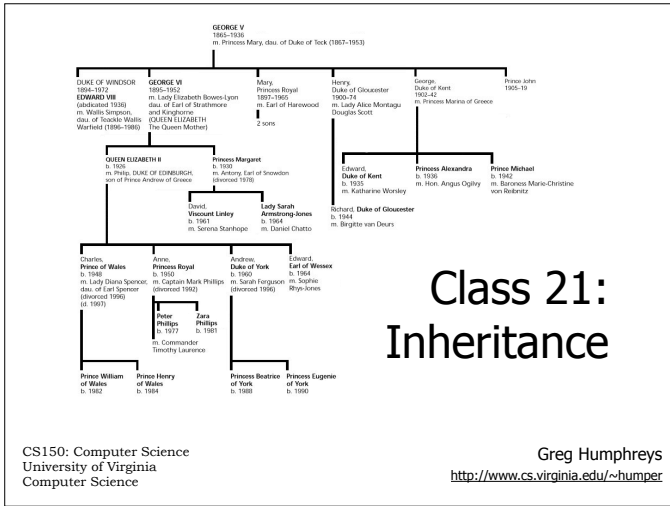 GEORGE V
1865–1936
m. Princess Mary, dau. of Duke of Teck (1867–1953)
DUKE OF WINDSOR
1894–1972
EDWARD VIII
(abdicated 1936)
m. Wallis Simpson,
dau. of Teackle Wallis
Warfield (1896–1986)
GEORGE VI
1895–1952
m. Lady Elizabeth Bowes-Lyon
dau. of Earl of Strathmore
and Kinghorne
(QUEEN ELIZABETH
The Queen Mother)
Mary,
Princess Royal
1897–1965
m. Earl of Harewood
2 sons
Henry,
Duke of Gloucester
1900–74
m. Lady Alice Montagu
Douglas Scott
George,
Duke of Kent
1902–42
m. Princess Marina of Greece
Prince John
1905–19
QUEEN ELIZABETH II
b. 1926
m. Philip, DUKE OF EDINBURGH,
son of Prince Andrew of Greece
Princess Margaret
b. 1930
m. Antony, Earl of Snowdon
(divorced 1978)
Edward,
Duke of Kent
b. 1935
m. Katharine Worsley
Princess Alexandra
b. 1936
m. Hon. Angus Ogilvy
Prince Michael
b. 1942
m. Baroness Marie-Christine
von Reibnitz
David,
Viscount Linley
b. 1961
m. Serena Stanhope
Lady Sarah
Armstrong-Jones
b. 1964
m. Daniel Chatto
Richard, Duke of Gloucester
b. 1944
m. Birgitte van Deurs
Charles,
Prince of Wales
b. 1948
m. Lady Diana Spencer,
dau. of Earl Spencer
(divorced 1996)
(d. 1997)
Anne,
Princess Royal
b. 1950
m. Captain Mark Phillips
(divorced 1992)
Andrew,
Duke of York
b. 1960
m. Sarah Ferguson
(divorced 1996)
Edward,
Earl of Wessex
b. 1964
m. Sophie
Rhys-Jones
Peter
Phillips
b. 1977
Zara
Phillips
b. 1981
m. Commander
Timothy Laurence
Prince William
of Wales
b. 1982
Prince Henry
of Wales
b. 1984
Princess Beatrice
of York
b. 1988
Princess Eugenie
of York
b. 1990
Class 21:
Inheritance
CS150: Computer Science
University of Virginia
Computer Science
Greg Humphreys
http://www.cs.virginia.edu/~humper